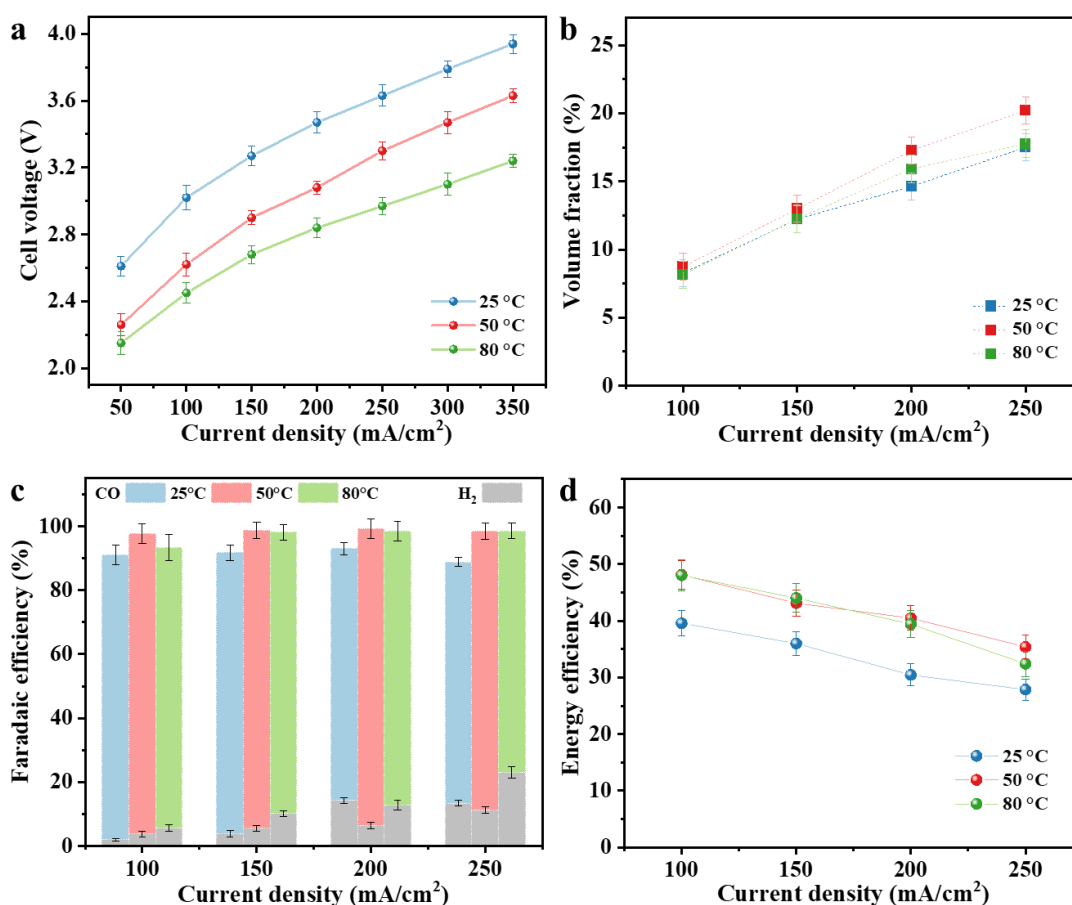 a
4.0
3.6
3.2
2.8
2.4
2.0
Cell voltage (V)
25 °C
50 °C
80 °C
50 100 150 200 250 300 350
Current density (mA/cm²)
b
25
20
15
10
5
0
Volume fraction (%)
25 °C
50 °C
80 °C
100 150 200 250
Current density (mA/cm²)
c
CO 25°C 50°C 80°C H₂
100
80
60
40
20
0
Faradaic efficiency (%)
100 150 200 250
Current density (mA/cm²)
d
60
50
40
30
20
10
0
Energy efficiency (%)
25 °C
50 °C
80 °C
100 150 200 250
Current density (mA/cm²)